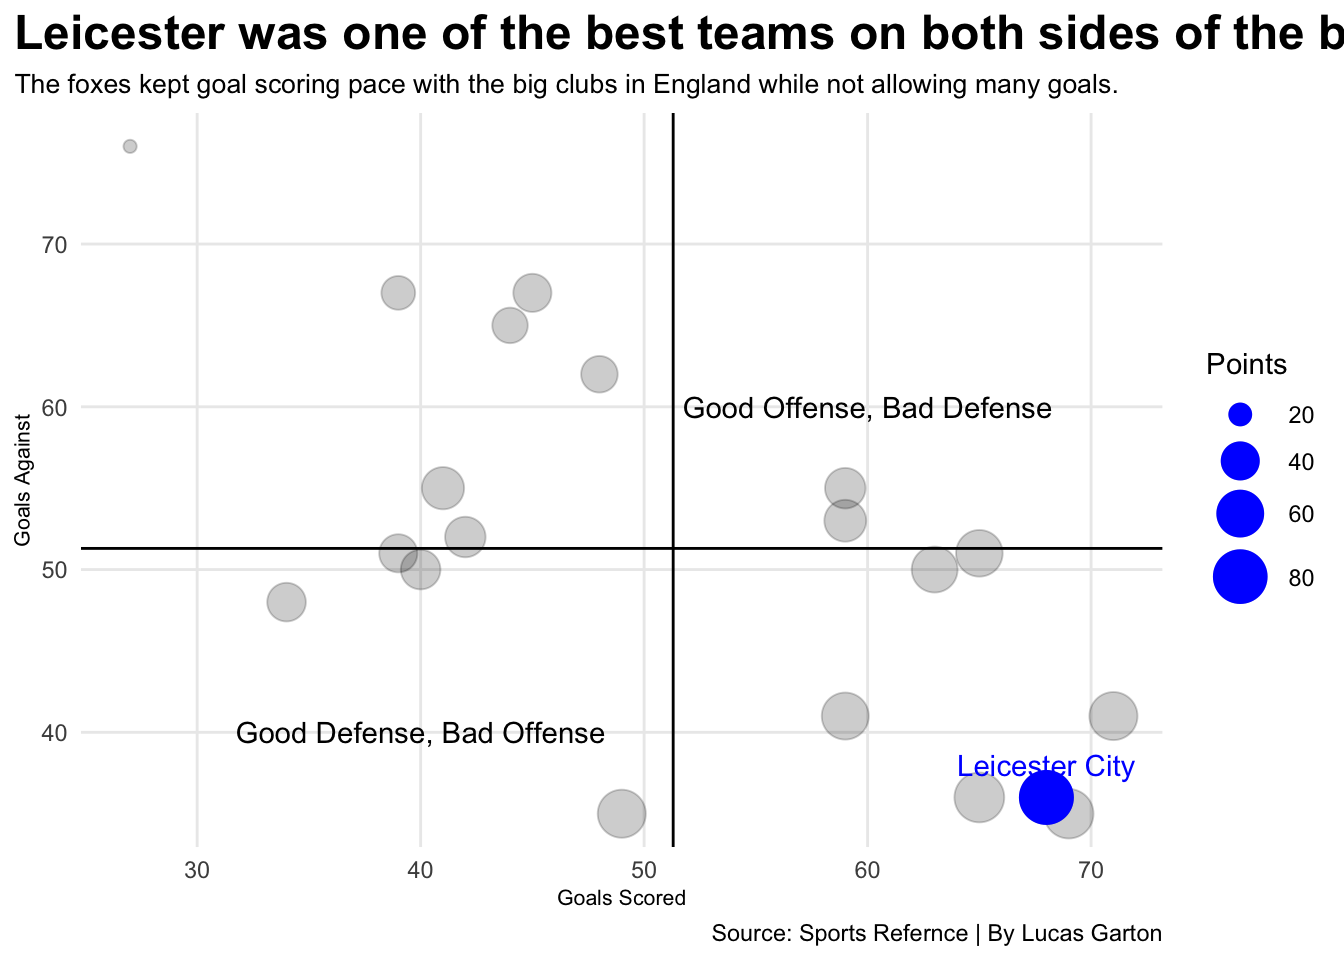 Leicester was one of the best teams on both sides of the b
The foxes kept goal scoring pace with the big clubs in England while not allowing many goals.
Goals Against
70
60
50
40
Good Offense, Bad Defense
Good Defense, Bad Offense
Leicester City
30
40
50
60
70
Goals Scored
Points
20
40
60
80
Source: Sports Refernce | By Lucas Garton